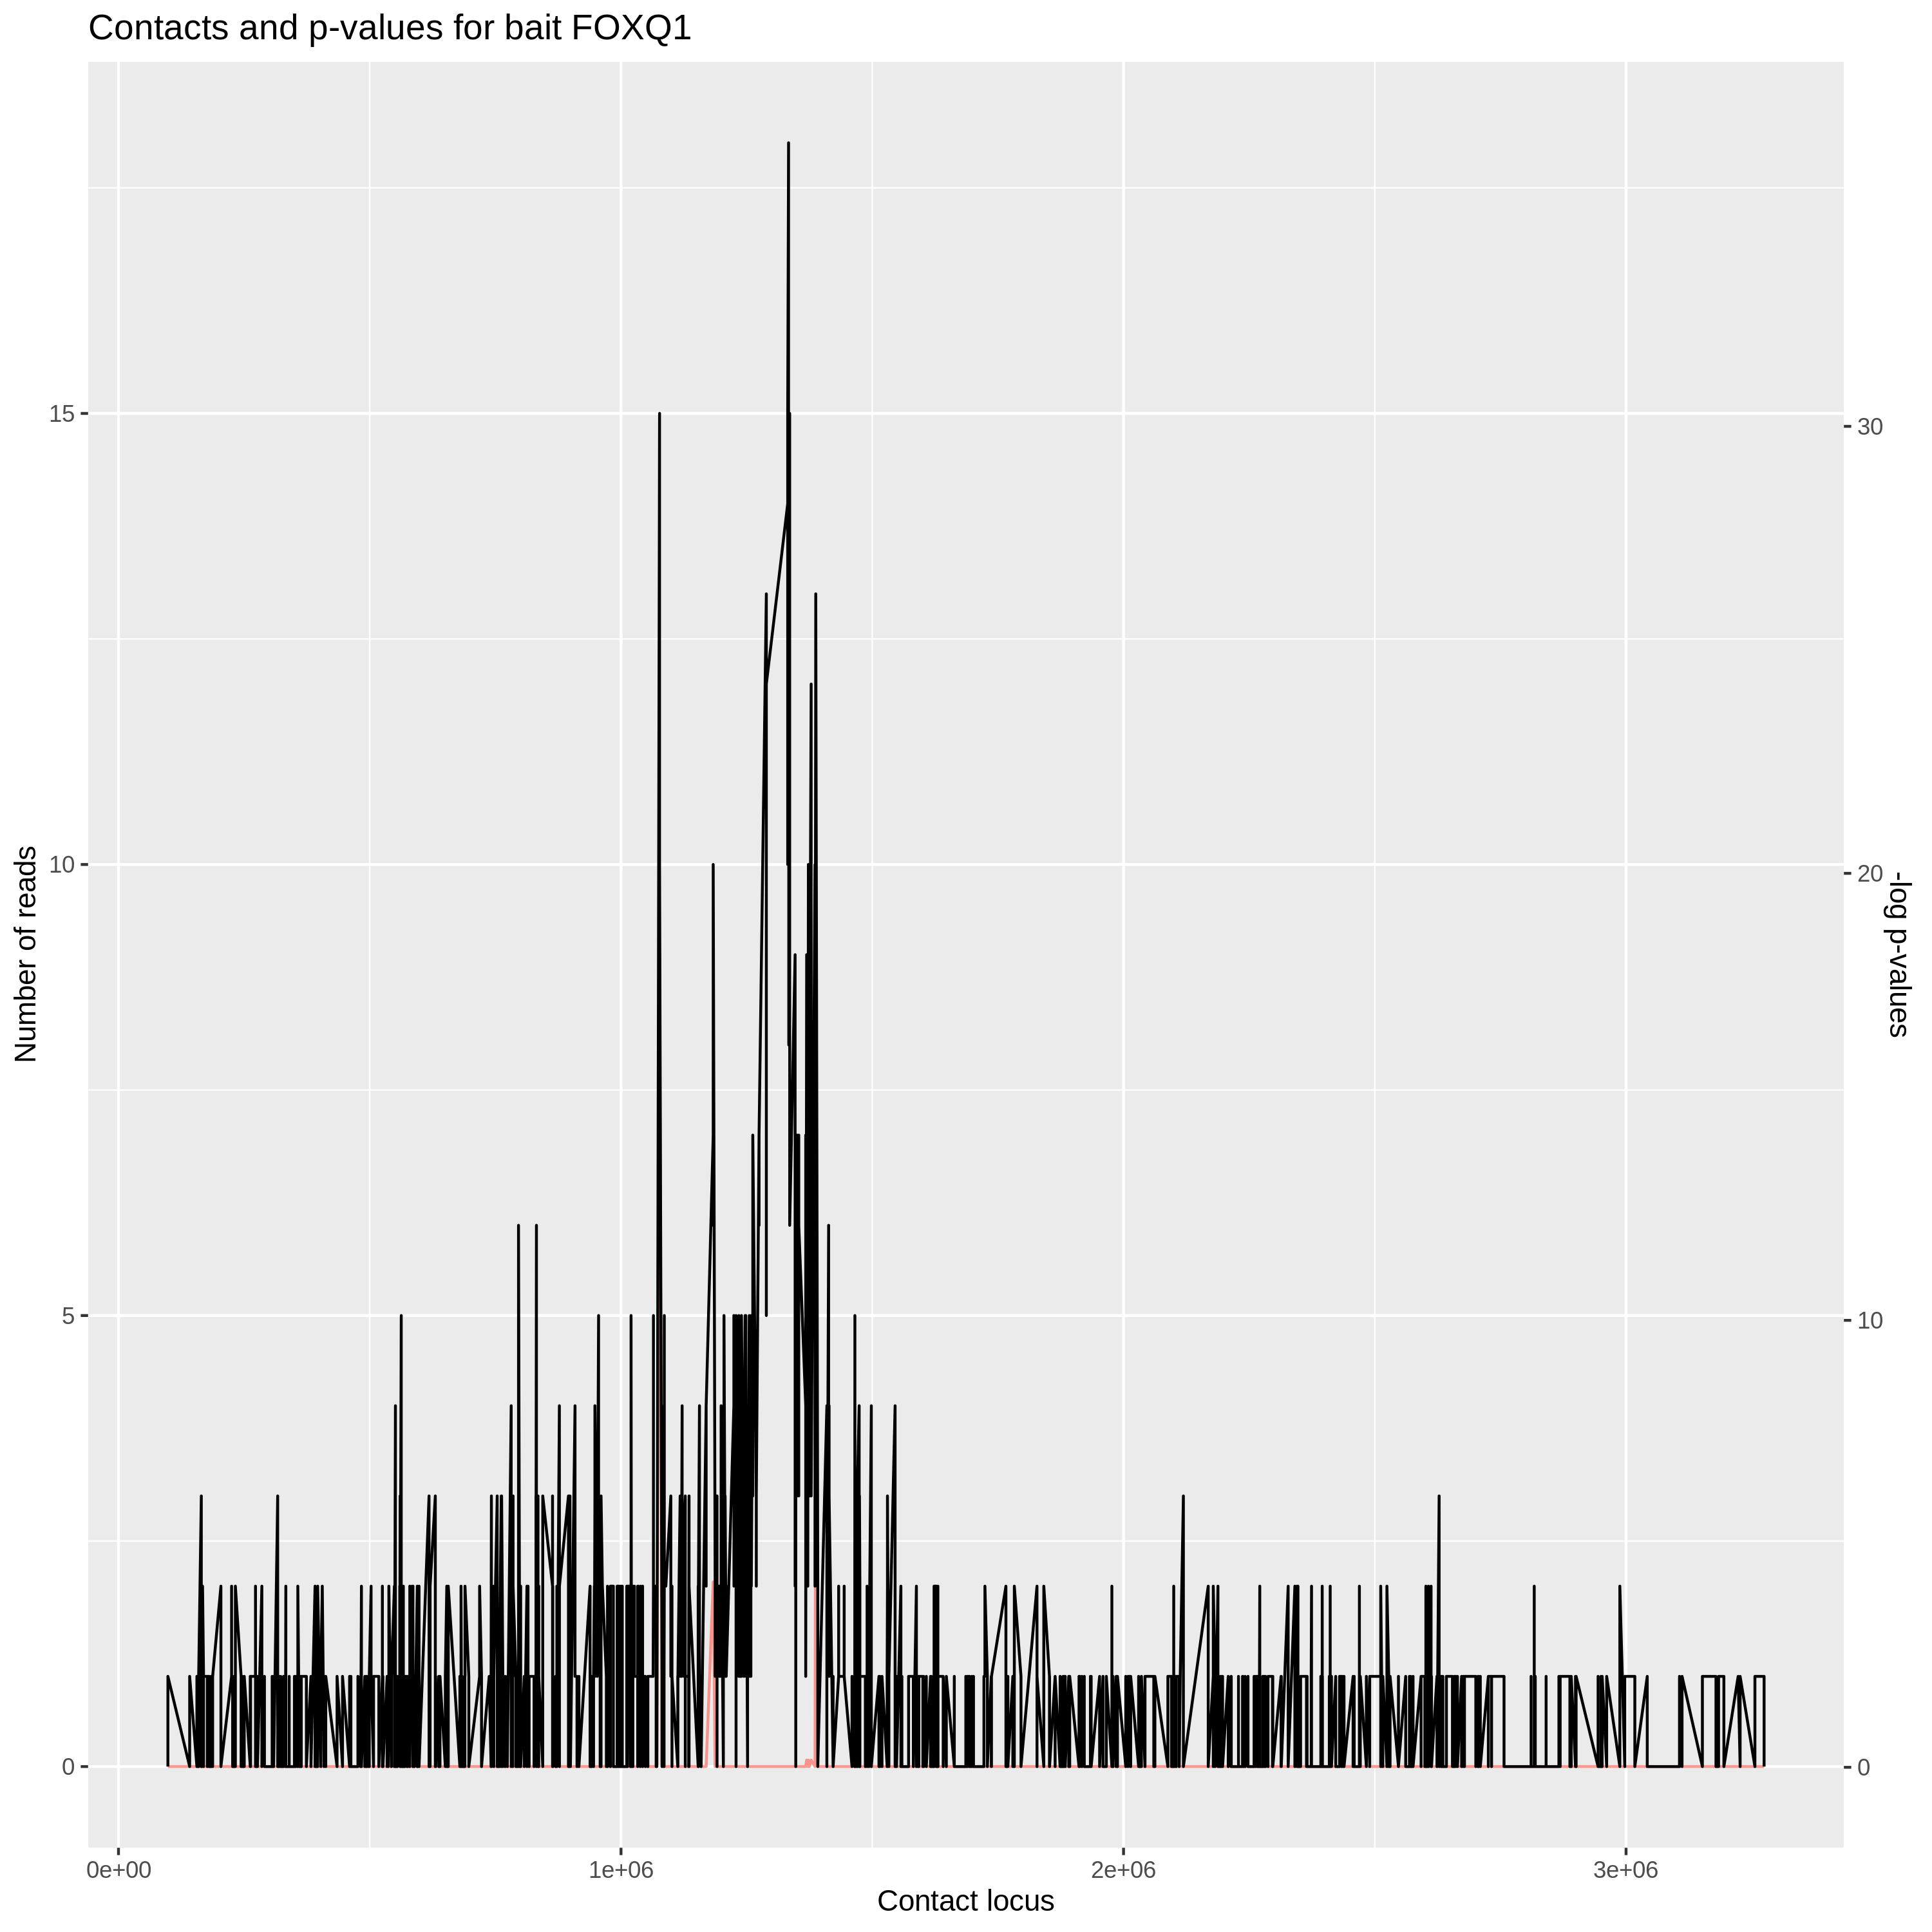 Contacts and p-values for bait FOXQ1
Number of reads
15
10
5
0
30
20
10
0
-log p-values
0e+00
1e+06
2e+06
3e+06
Contact locus